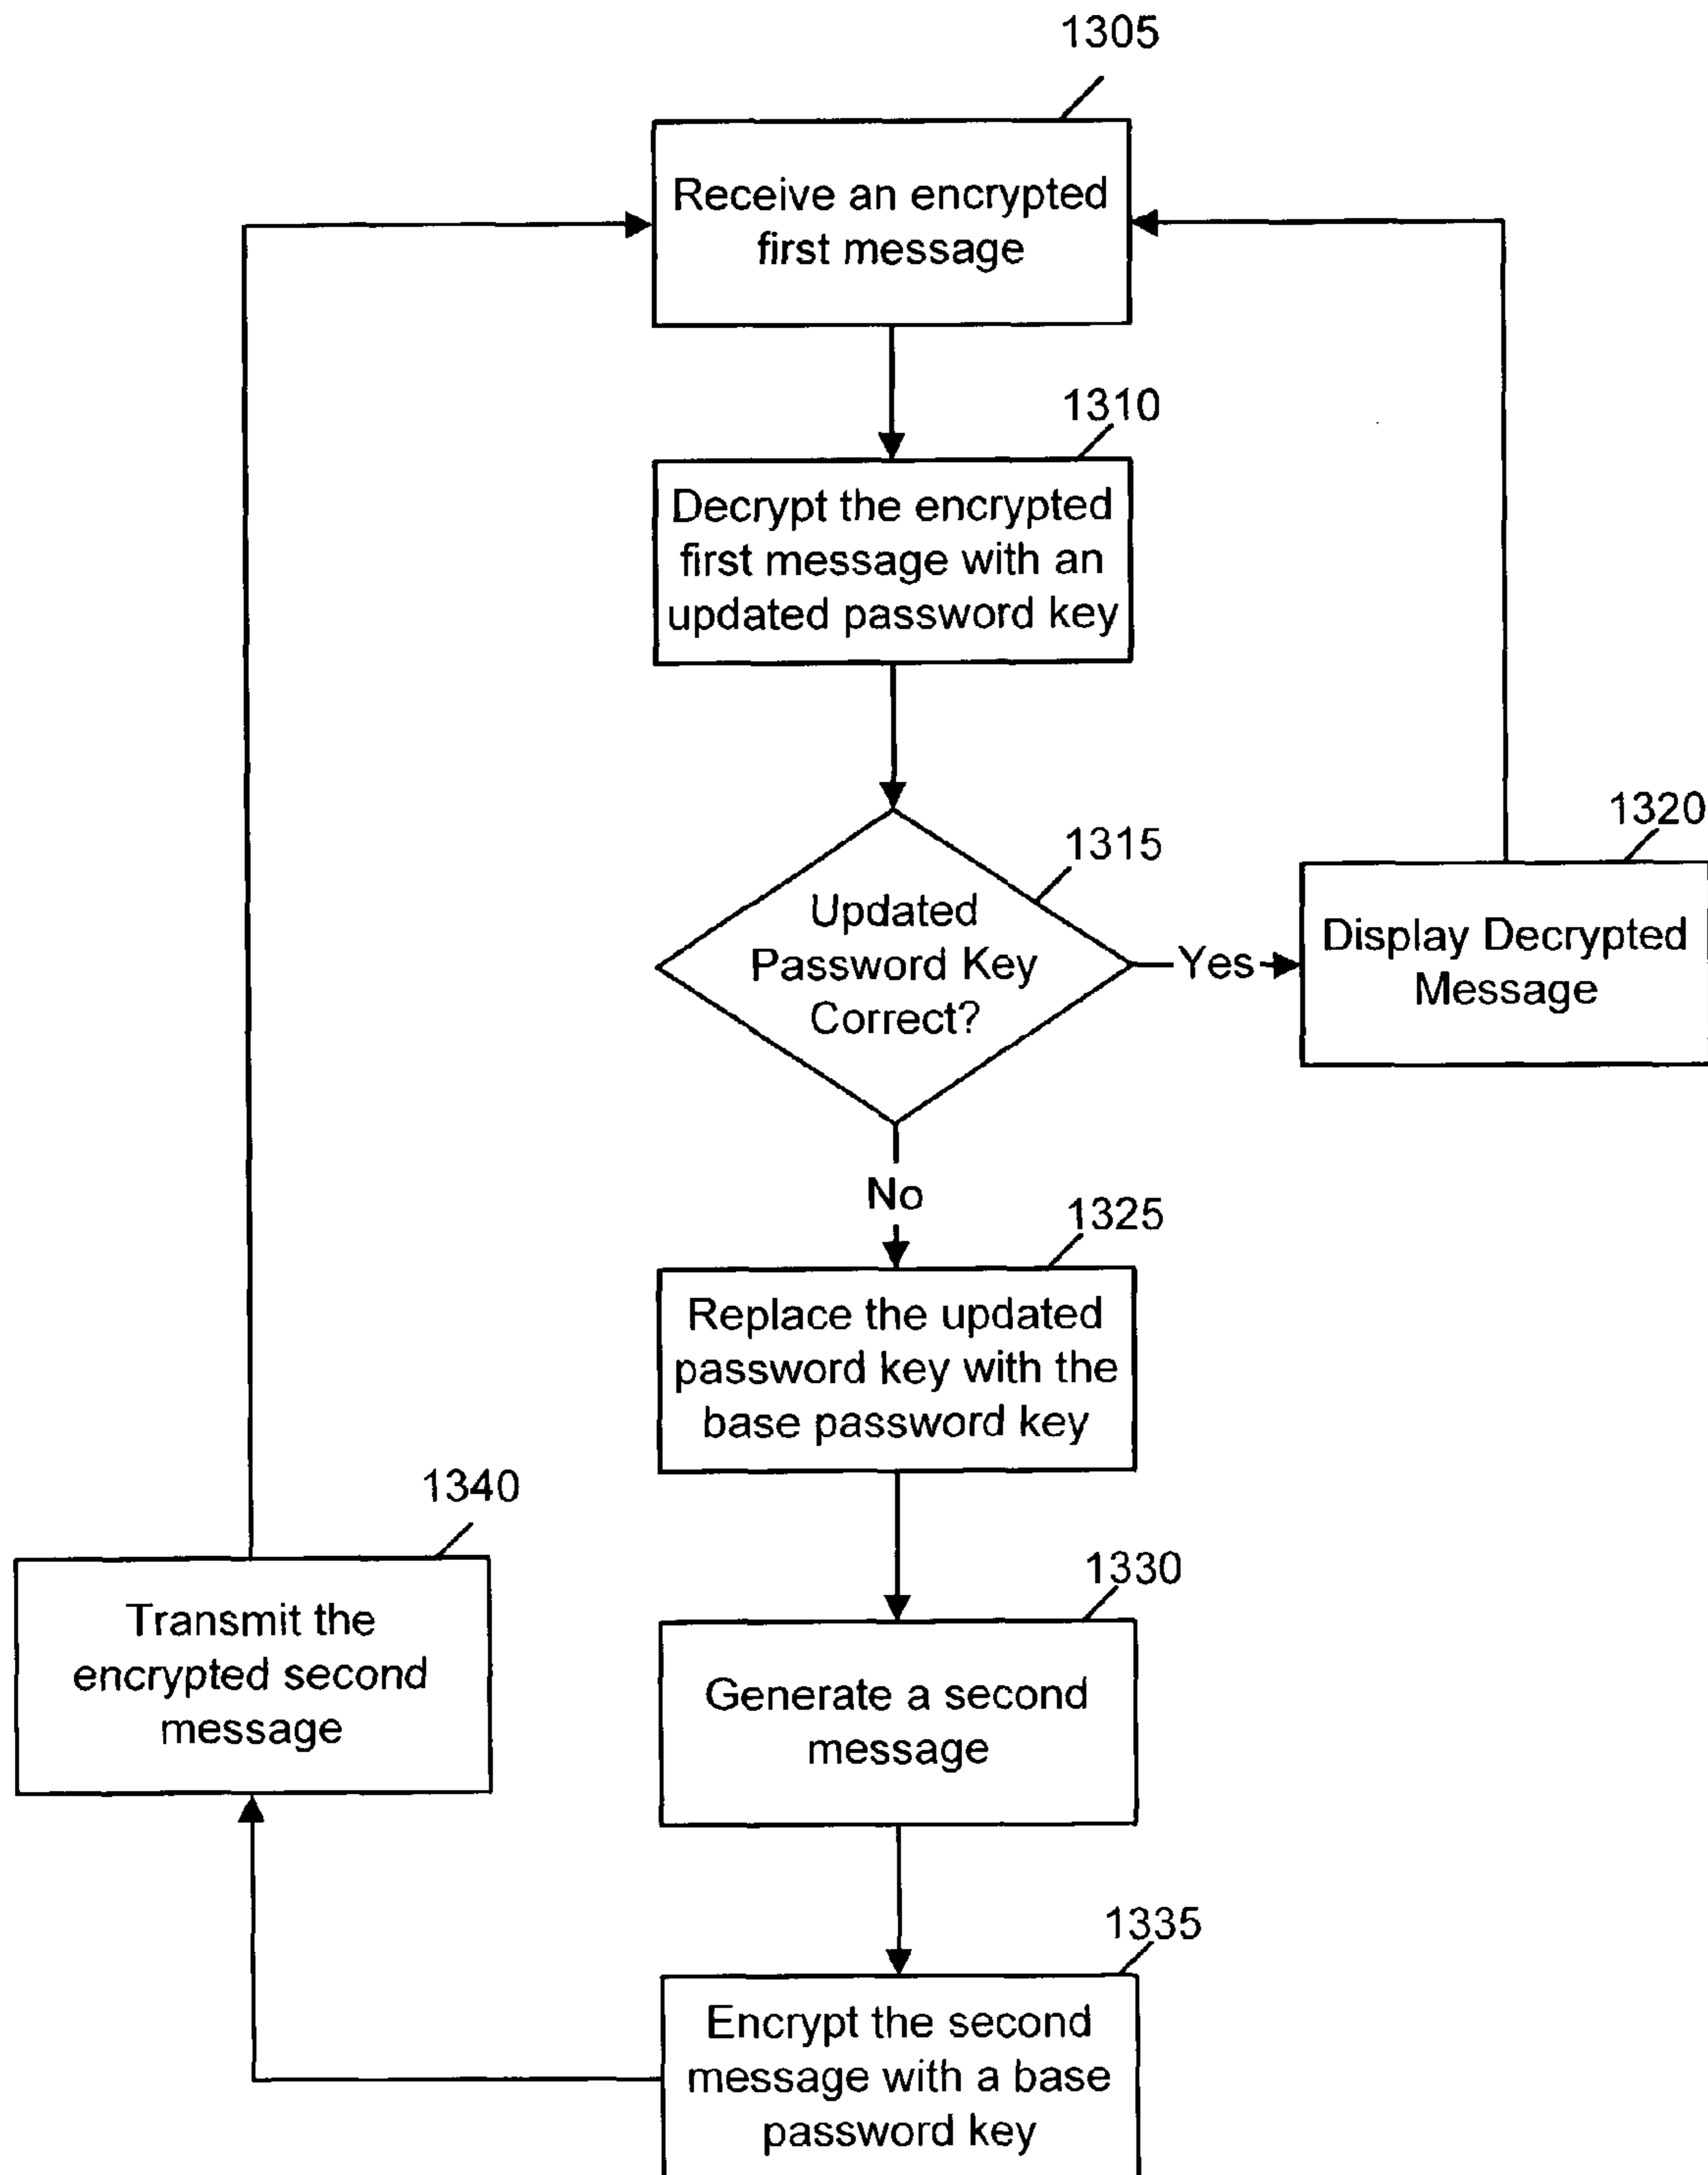 1305
Receive an encrypted
first message
1310
Decrypt the encrypted
first message with an
updated password key
1315
Updated
Password Key
Correct?
Yes
1320
Display Decrypted
Message
No
1325
Replace the updated
password key with the
base password key
1340
Transmit the
encrypted second
message
1330
Generate a second
message
1335
Encrypt the second
message with a base
password key